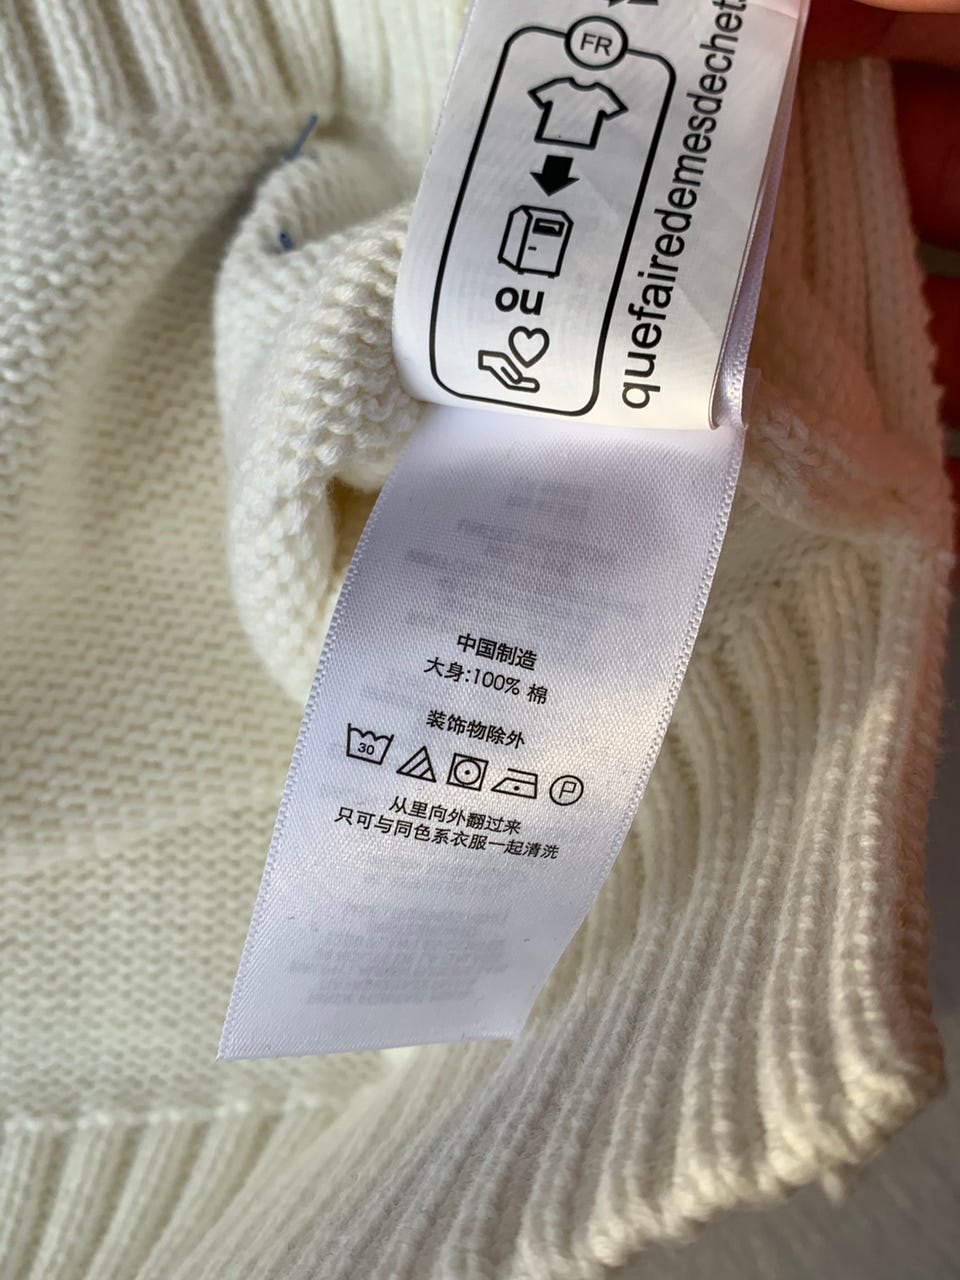 FR
ou
quefairedemesdechet
中国制造
大身:100% 棉
装饰物除外
30
P
从里向外翻过来
只可与同色系衣服一起清洗